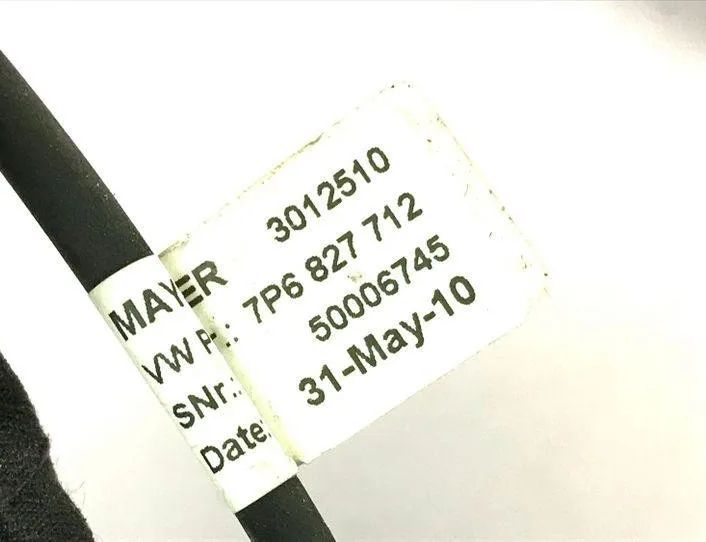 MAYER 3012510
VW P-.: 7P6 827 712
SNr.: 50006745
Date: 31-May-10